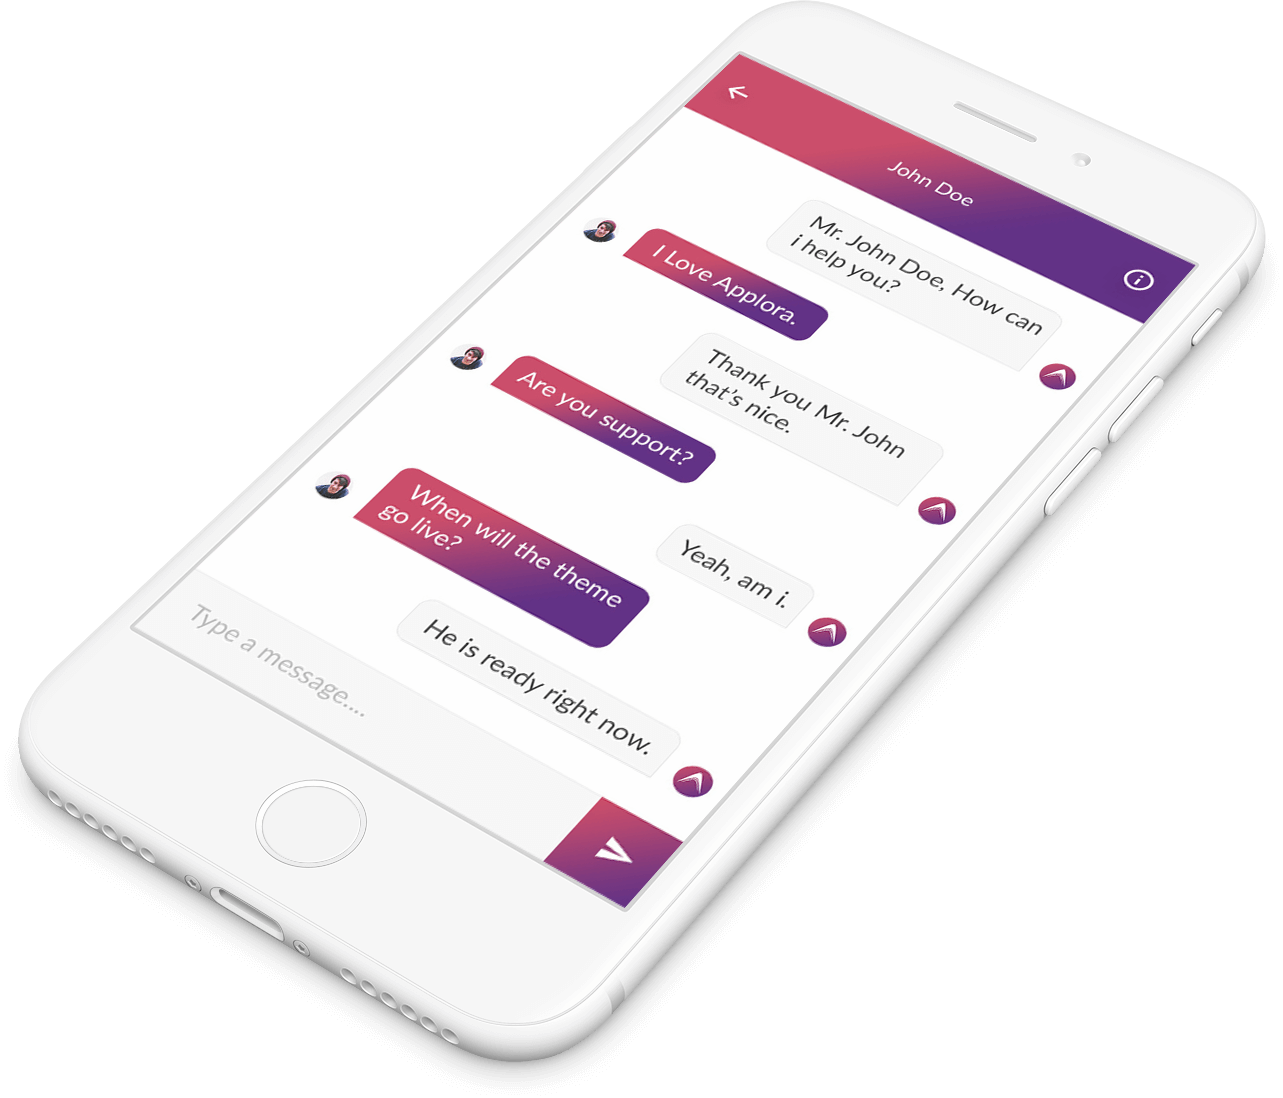 John Doe
Mr. John Doe, How can
i help you?
I Love Applora.
Thank you Mr. John
that's nice.
Are you support?
Yeah, am i.
When will the theme
go live?
He is ready right now.
Type a message....